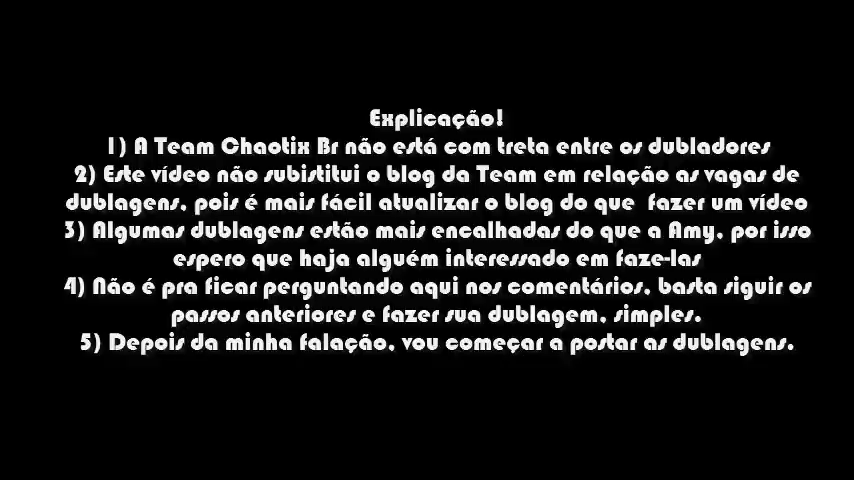 Explicação!
1) A Team Chaotix Br não está com treta entre os dubladores
2) Este vídeo não subistitui o blog da Team em relação as vagas de
dublagens, pois é mais fácil atualizar o blog do que fazer um vídeo
3) Algumas dublagens estão mais encalhadas do que a Amy, por isso
espero que haja alguém interessado em faze-las
4) Não é pra ficar perguntando aqui nos comentários, basta siguir os
passos anteriores e fazer sua dublagem, simples.
5) Depois da minha falação, vou começar a postar as dublagens.